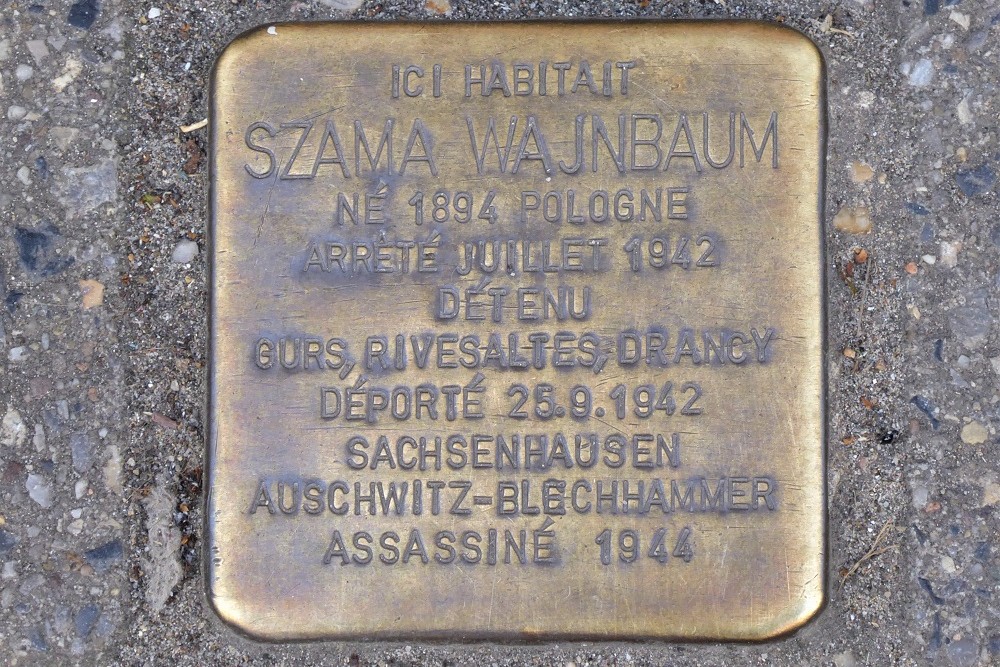 ICI HABITAIT
SZAMA WAJNBAUM
NÉ 1894 POLOGNE
ARRÉTÉ JUILLET 1942
DÉTENU
GURS, RIVESALTES, DRANCY
DÉPORTÉ 25.9.1942
SACHSENHAUSEN
AUSCHWITZ-BLECHHAMMER
ASSASSINÉ 1944